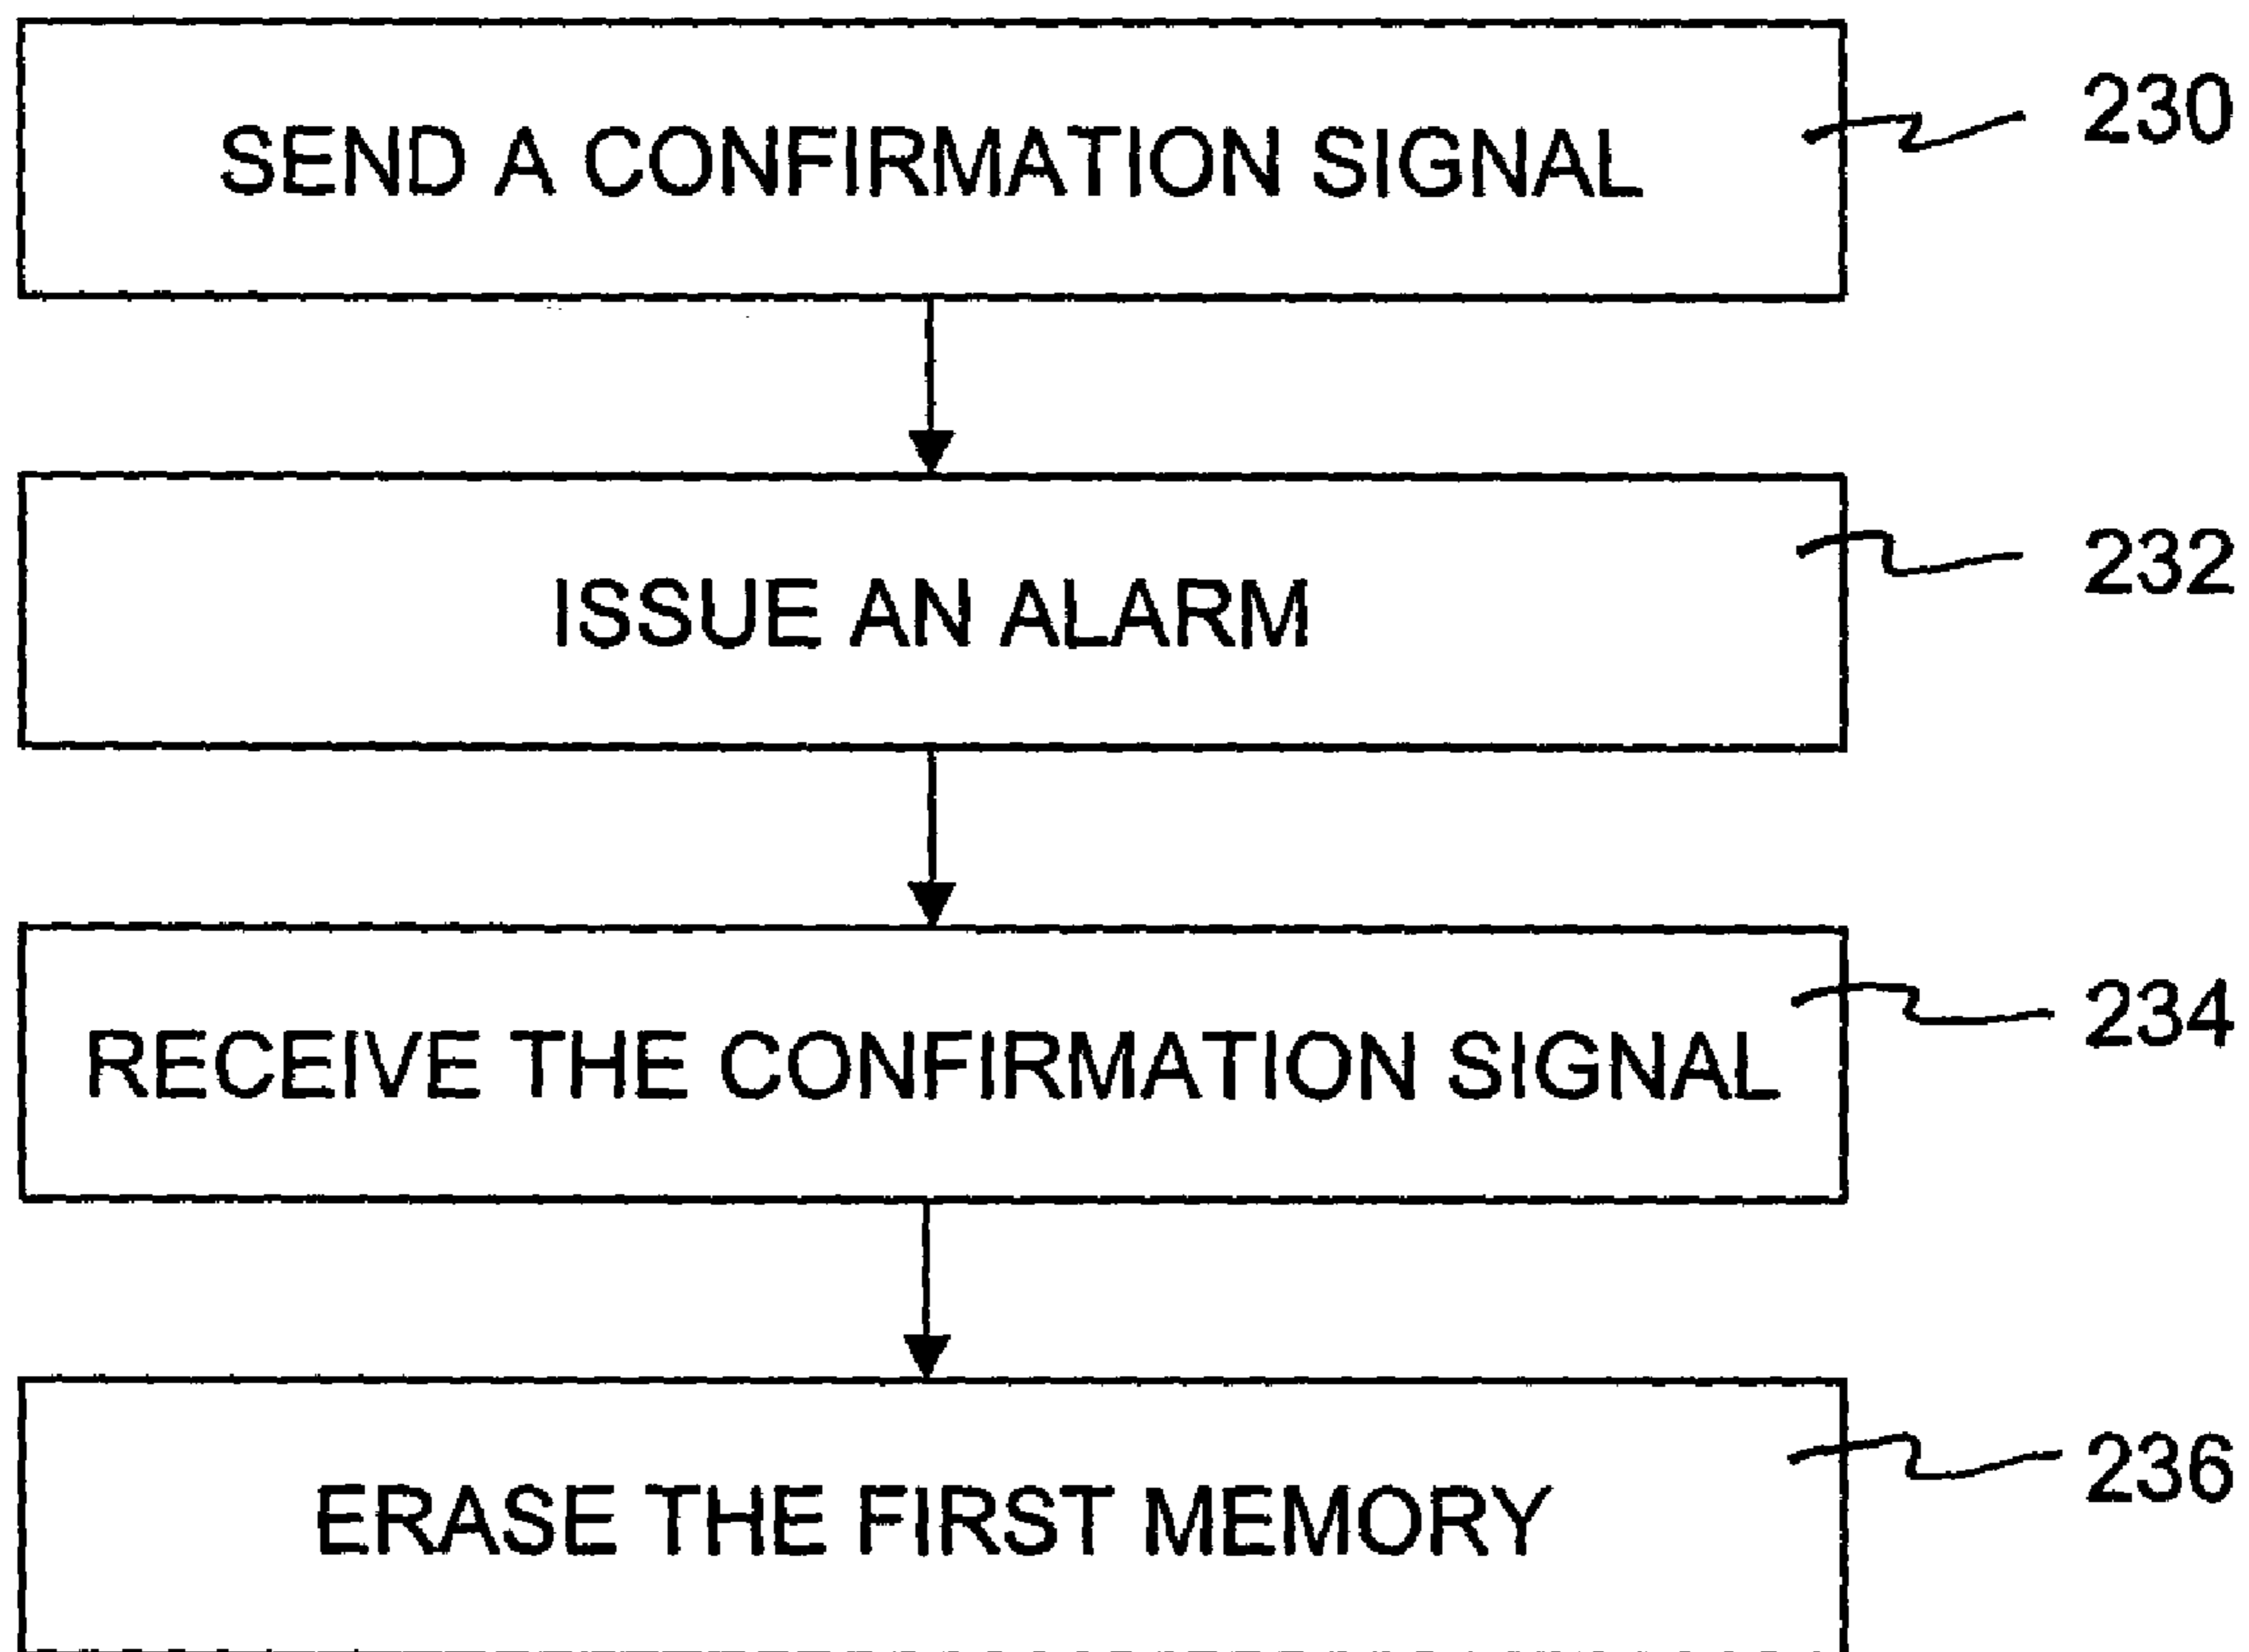 SEND A CONFIRMATION SIGNAL
230
ISSUE AN ALARM
232
RECEIVE THE CONFIRMATION SIGNAL
234
ERASE THE FIRST MEMORY
236